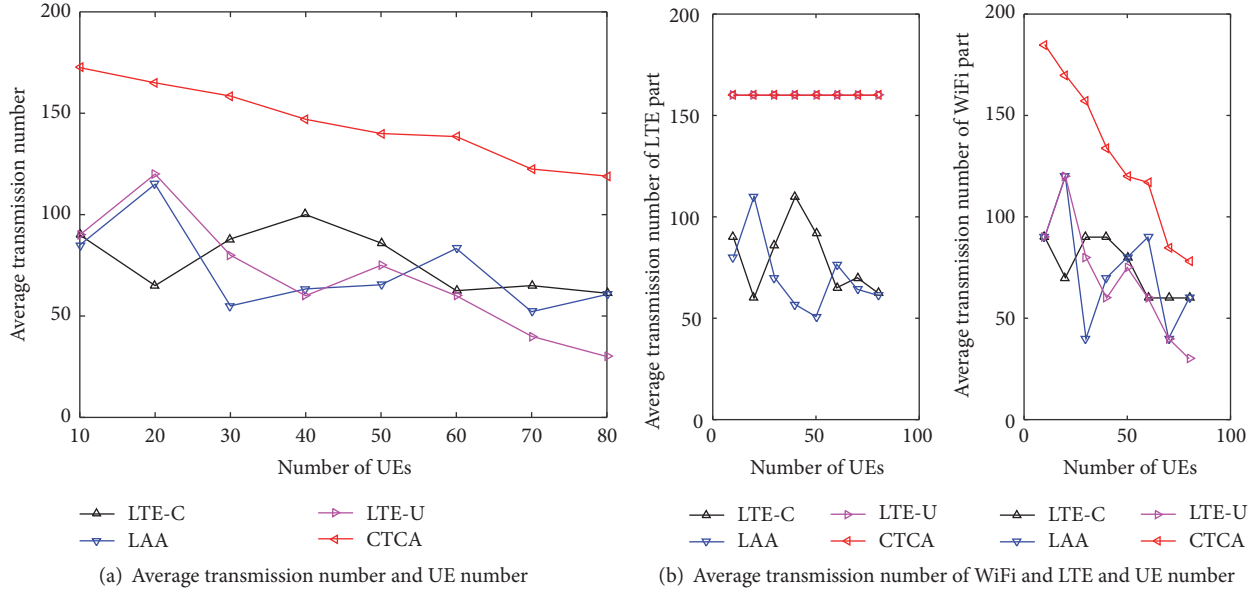 200
150
100
50
0
Average transmission number
10 20 30 40 50 60 70 80
Number of UEs
LTE-C LTE-U
LAA CTCA
(a) Average transmission number and UE number
200
150
100
50
0
Average transmission number of LTE part
0 50 100
Number of UEs
LTE-C LTE-U
LAA CTCA
200
150
100
50
0
Average transmission number of WiFi part
0 50 100
Number of UEs
LTE-C LTE-U
LAA CTCA
(b) Average transmission number of WiFi and LTE and UE number